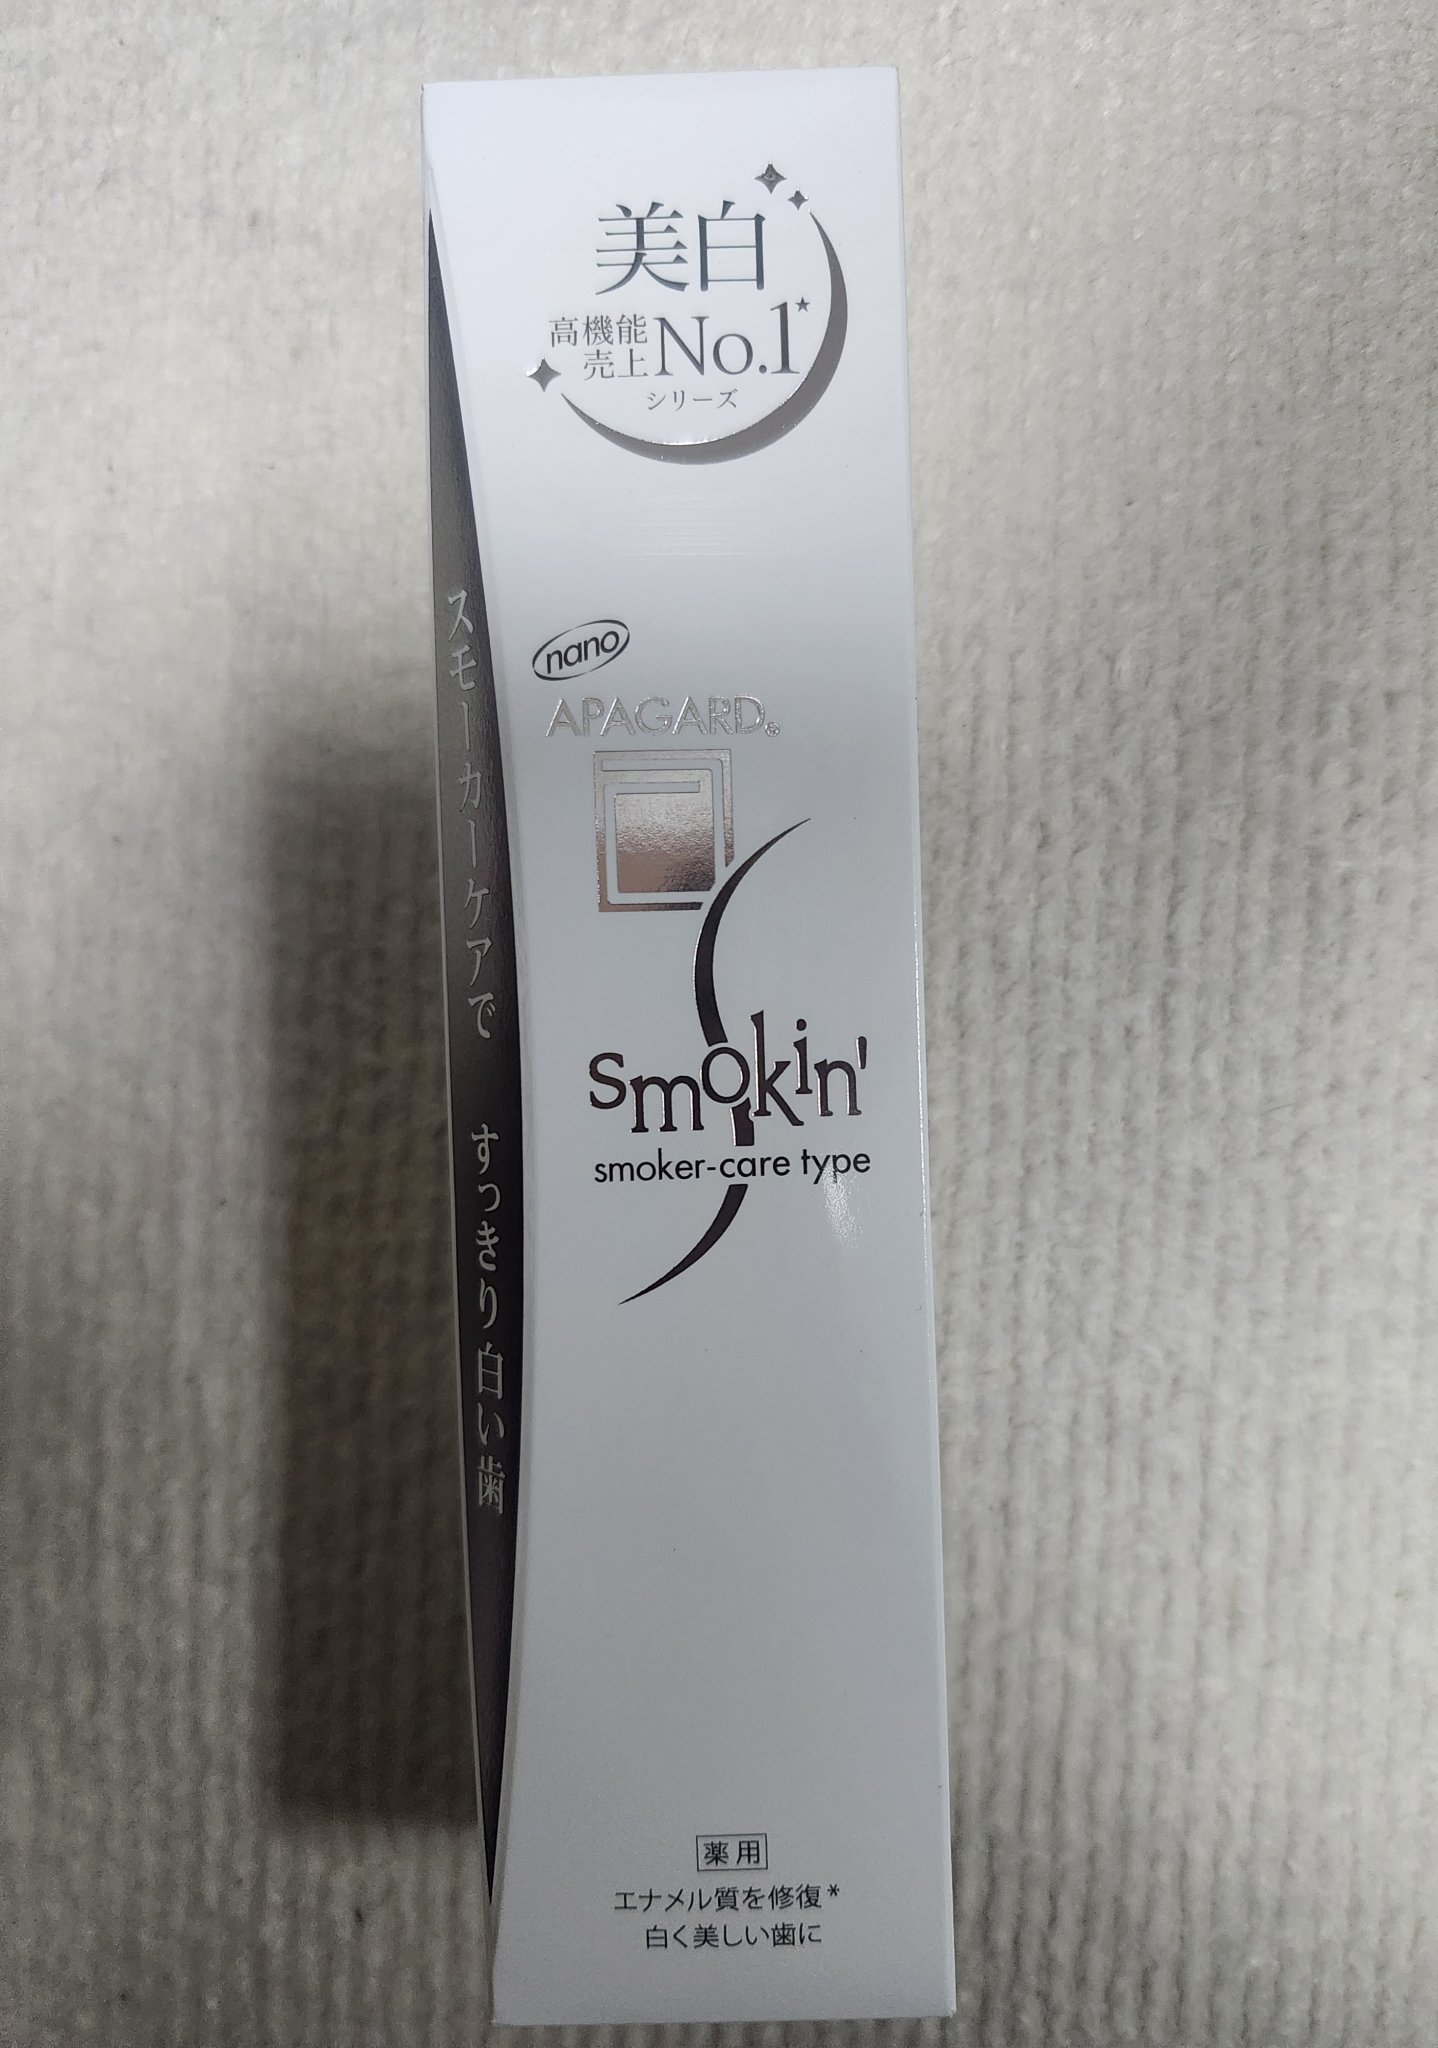 美白
高機能
売上 No.1★
シリーズ
nano
APAGARD®
Smokin'
smoker-care type
スモーカーケアで すっきり白い歯
薬用
エナメル質を修復*
白く美しい歯に